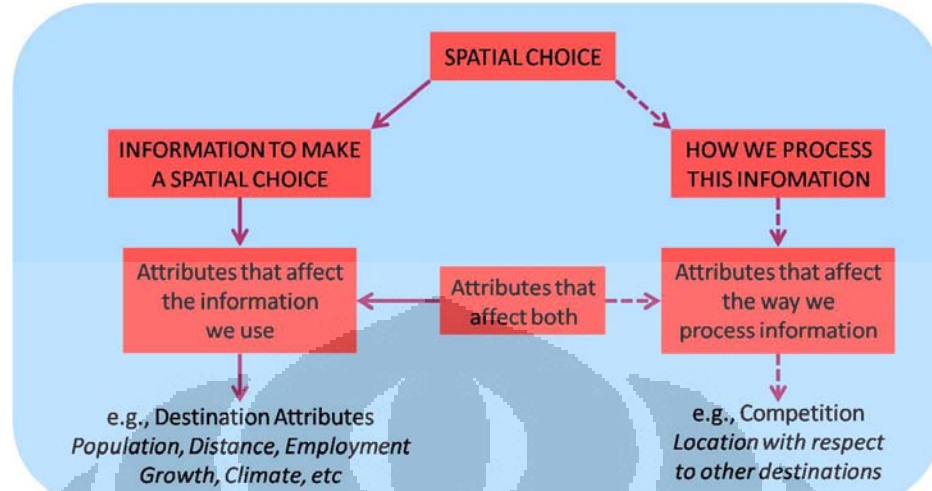 SPATIAL CHOICE
INFORMATION TO MAKE
A SPATIAL CHOICE
HOW WE PROCESS
THIS INFOMATION
Attributes that affect
the information
we use
Attributes that
affect both
Attributes that affect
the way we
process information
e.g., Destination Attributes
Population, Distance, Employment
Growth, Climate, etc
e.g., Competition
Location with respect
to other destinations